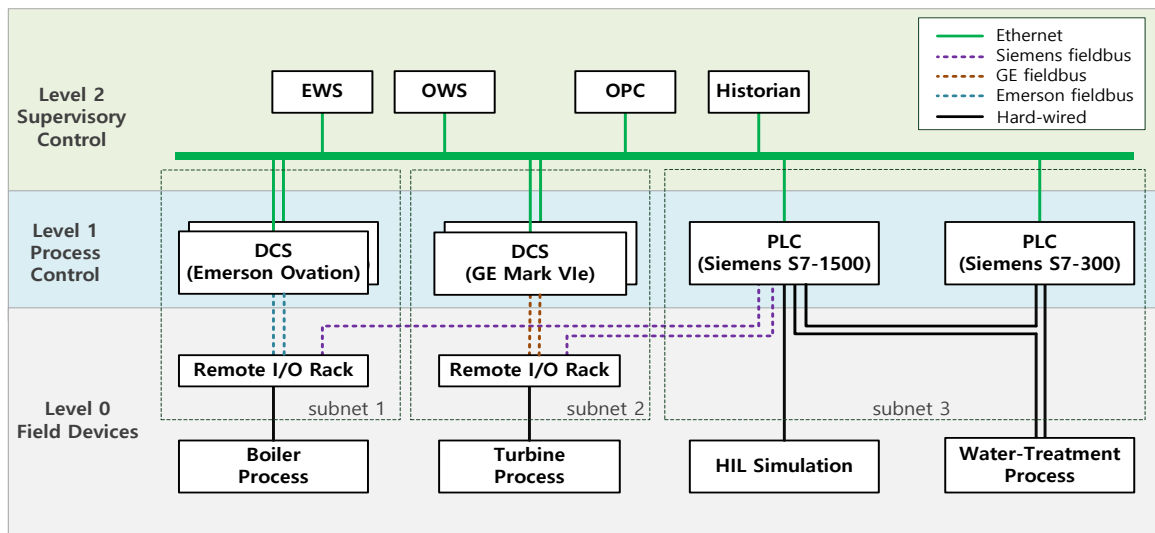 Ethernet
Siemens fieldbus
GE fieldbus
Emerson fieldbus
Hard-wired
Level 2
Supervisory
Control
EWS
OWS
OPC
Historian
Level 1
Process
Control
DCS
(Emerson Ovation)
DCS
(GE Mark VIe)
PLC
(Siemens S7-1500)
PLC
(Siemens S7-300)
Remote I/O Rack
Remote I/O Rack
Level 0
Field Devices
subnet 1
subnet 2
subnet 3
Boiler
Process
Turbine
Process
HIL Simulation
Water-Treatment
Process